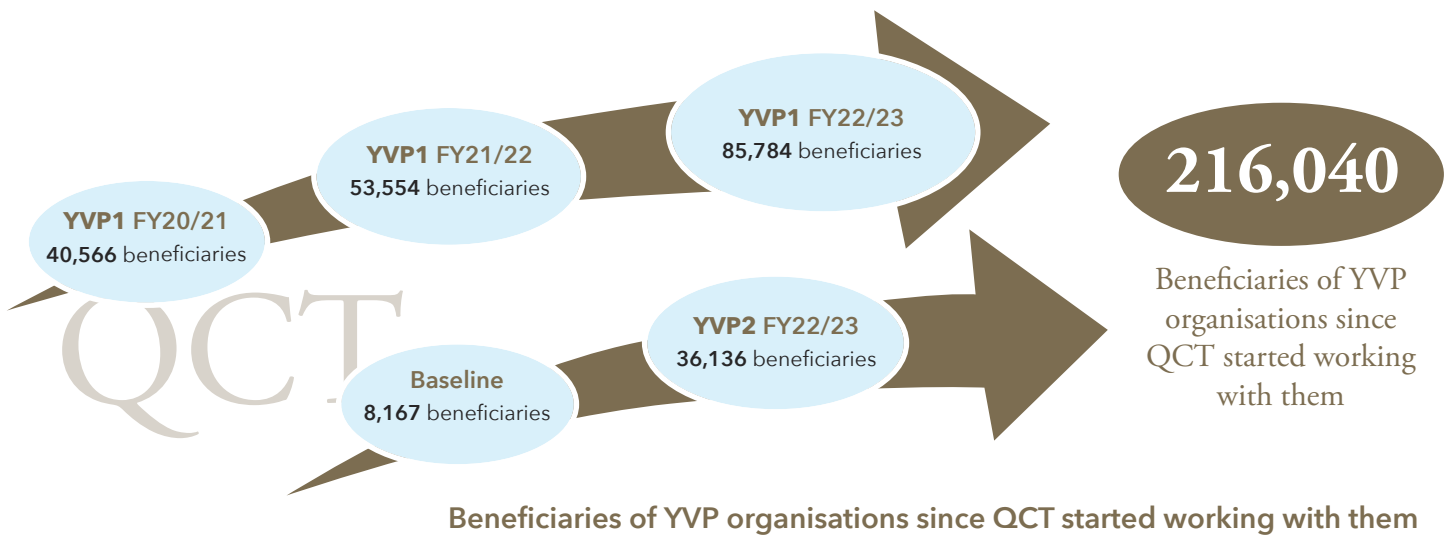 YVP1 FY20/21
40,566 beneficiaries
YVP1 FY21/22
53,554 beneficiaries
YVP1 FY22/23
85,784 beneficiaries
QCT
Baseline
8,167 beneficiaries
YVP2 FY22/23
36,136 beneficiaries
216,040
Beneficiaries of YVP
organisations since
QCT started working
with them
Beneficiaries of YVP organisations since QCT started working with them